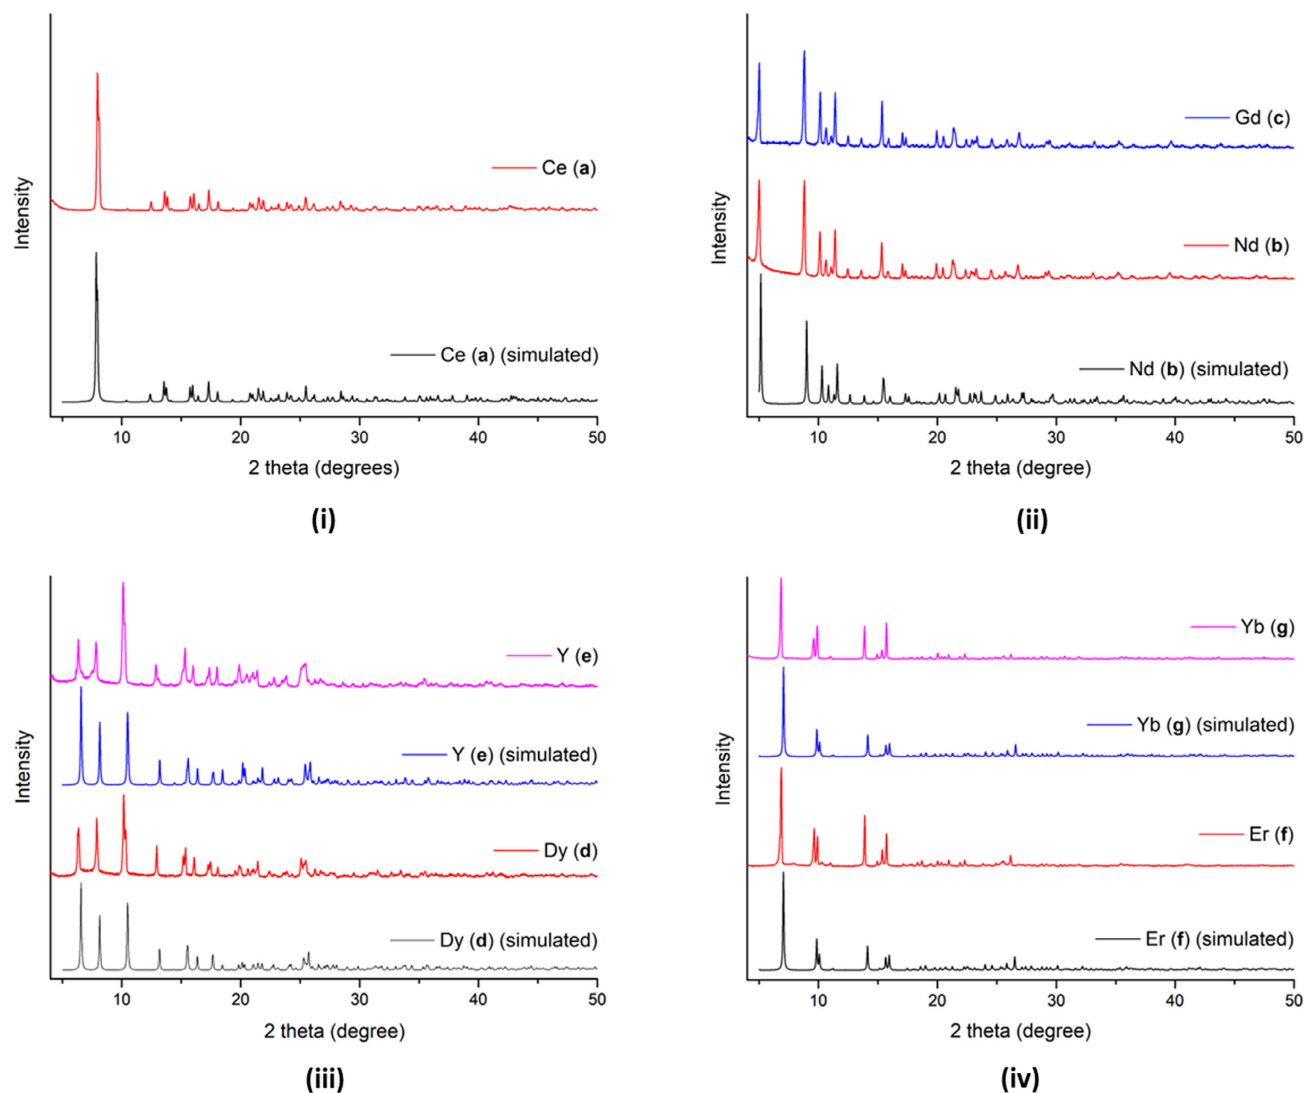 Intensity
Ce (a)
Ce (a) (simulated)
10 20 30 40 50
2 theta (degrees)
(i)
Intensity
Gd (c)
Nd (b)
Nd (b) (simulated)
10 20 30 40 50
2 theta (degree)
(ii)
Intensity
Y (e)
Y (e) (simulated)
Dy (d)
Dy (d) (simulated)
10 20 30 40 50
2 theta (degree)
(iii)
Intensity
Yb (g)
Yb (g) (simulated)
Er (f)
Er (f) (simulated)
10 20 30 40 50
2 theta (degree)
(iv)